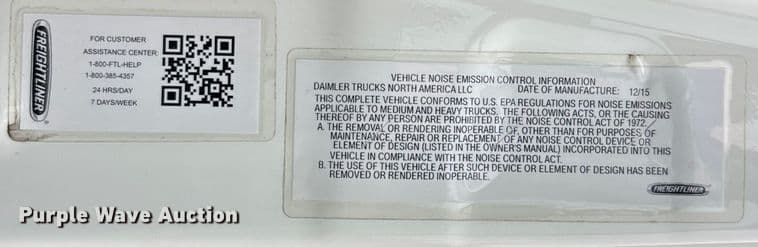 FREIGHTLINER
FOR CUSTOMER
ASSISTANCE CENTER:
1-800-FTL-HELP
1-800-385-4357
24 HRS/DAY
7 DAYS/WEEK
VEHICLE NOISE EMISSION CONTROL INFORMATION
DAIMLER TRUCKS NORTH AMERICA LLC DATE OF MANUFACTURE: 12/15
THIS COMPLETE VEHICLE CONFORMS TO U.S. EPA REGULATIONS FOR NOISE EMISSIONS
APPLICABLE TO MEDIUM AND HEAVY TRUCKS. THE FOLLOWING ACTS, OR THE CAUSING
THEREOF BY ANY PERSON ARE PROHIBITED BY THE NOISE CONTROL ACT OF 1972.
A. THE REMOVAL OR RENDERING INOPERABLE OF, OTHER THAN FOR PURPOSES OF
MAINTENANCE, REPAIR OR REPLACEMENT OF ANY NOISE CONTROL DEVICE OR
ELEMENT OF DESIGN (LISTED IN THE OWNER'S MANUAL) INCORPORATED INTO THIS
VEHICLE IN COMPLIANCE WITH THE NOISE CONTROL ACT.
B. THE USE OF THIS VEHICLE AFTER SUCH DEVICE OR ELEMENT OF DESIGN HAS BEEN
REMOVED OR RENDERED INOPERABLE.
FREIGHTLINER
Purple Wave Auction